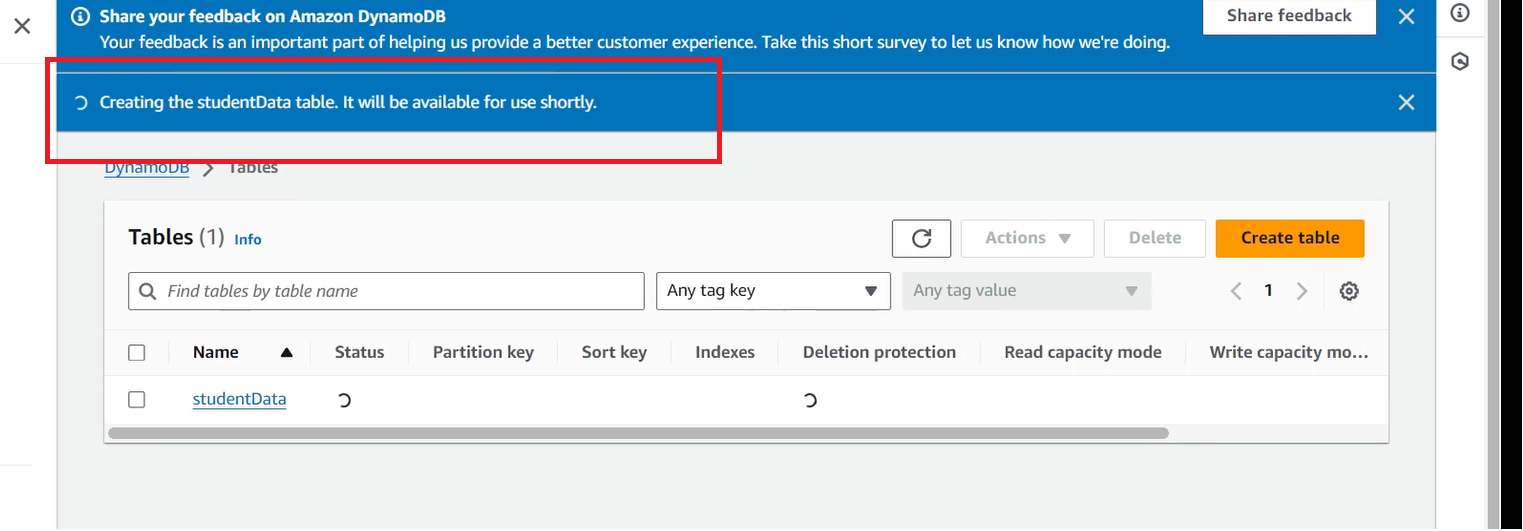 Share your feedback on Amazon DynamoDB
Share feedback
Your feedback is an important part of helping us provide a better customer experience. Take this short survey to let us know how we're doing.
Creating the studentData table. It will be available for use shortly.
DynamoDB > Tables
Tables (1) Info
Actions Delete Create table
Find tables by table name Any tag key Any tag value 1
Name Status Partition key Sort key Indexes Deletion protection Read capacity mode Write capacity mo...
studentData